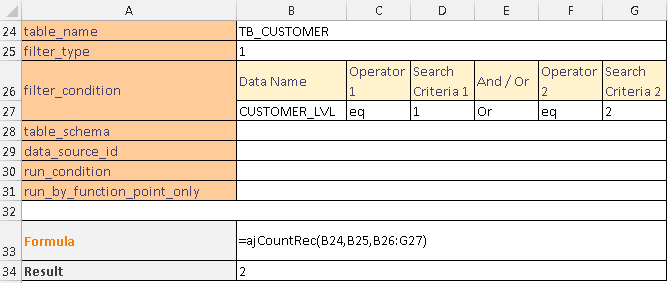 A B C D E F G
24 table_name TB_CUSTOMER
25 filter_type 1
26 filter_condition Data Name Operator 1 Search Criteria 1 And / Or Operator 2 Search Criteria 2
27 CUSTOMER_LVL eq 1 Or eq 2
28 table_schema
29 data_source_id
30 run_condition
31 run_by_function_point_only
32
33 Formula =ajCountRec(B24,B25,B26:G27)
34 Result 2